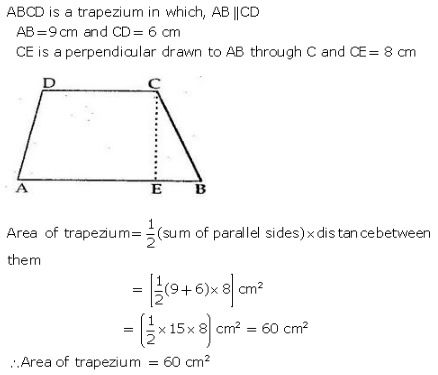 ABCD is a trapezium in which, AB ∥ CD
AB=9 cm and CD= 6 cm
CE is a perpendicular drawn to AB through C and CE= 8 cm
D C
A E B
Area of trapezium= 1/2 (sum of parallel sides)×distancebetween
them
= [1/2 (9+6)× 8] cm²
= (1/2 ×15×8) cm² = 60 cm²
∴Area of trapezium = 60 cm²